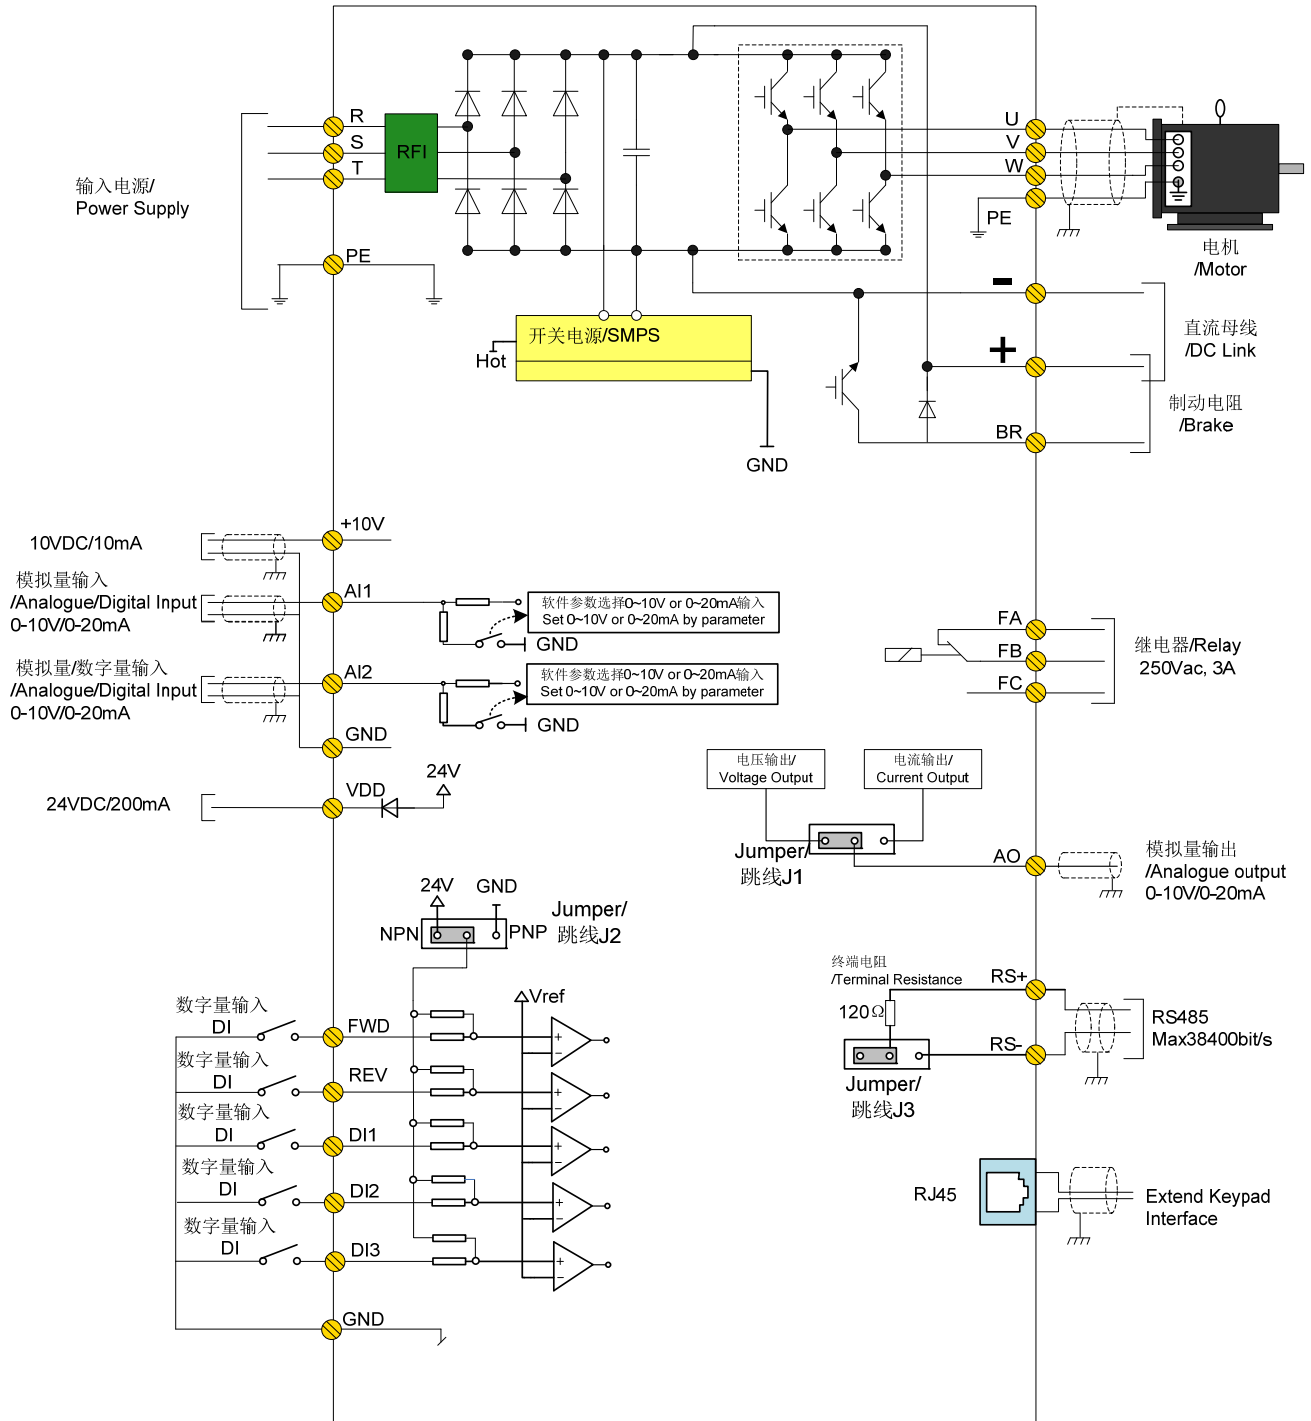 R
S
T
RFI
输入电源/
Power Supply
PE
开关电源/SMPS
Hot
GND
U
V
W
PE
电机
/Motor
-
+
直流母线
/DC Link
制动电阻
/Brake
BR
+10V
10VDC/10mA
模拟量输入
/Analogue/Digital Input
0-10V/0-20mA
AI1
软件参数选择0~10V or 0~20mA输入
Set 0~10V or 0~20mA by parameter
GND
模拟量/数字量输入
/Analogue/Digital Input
0-10V/0-20mA
AI2
软件参数选择0~10V or 0~20mA输入
Set 0~10V or 0~20mA by parameter
GND
GND
24VDC/200mA
VDD
24V
FA
FB
FC
继电器/Relay
250Vac, 3A
电压输出/
Voltage Output
电流输出/
Current Output
Jumper/
跳线J1
AO
模拟量输出
/Analogue output
0-10V/0-20mA
24V
GND
NPN
PNP
Jumper/
跳线J2
终端电阻
/Terminal Resistance
120Ω
RS+
RS-
RS485
Max38400bit/s
Jumper/
跳线J3
Vref
数字量输入
DI
FWD
+
−
数字量输入
DI
REV
+
−
数字量输入
DI
DI1
+
−
数字量输入
DI
DI2
+
−
数字量输入
DI
DI3
+
−
GND
RJ45
Extend Keypad
Interface